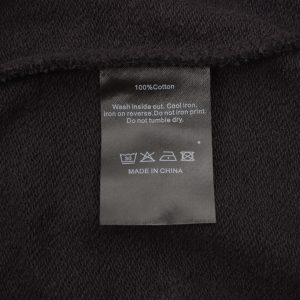 100%Cotton
Wash inside out. Cool iron,
iron on reverse.Do not iron print.
Do not tumble dry.
MADE IN CHINA